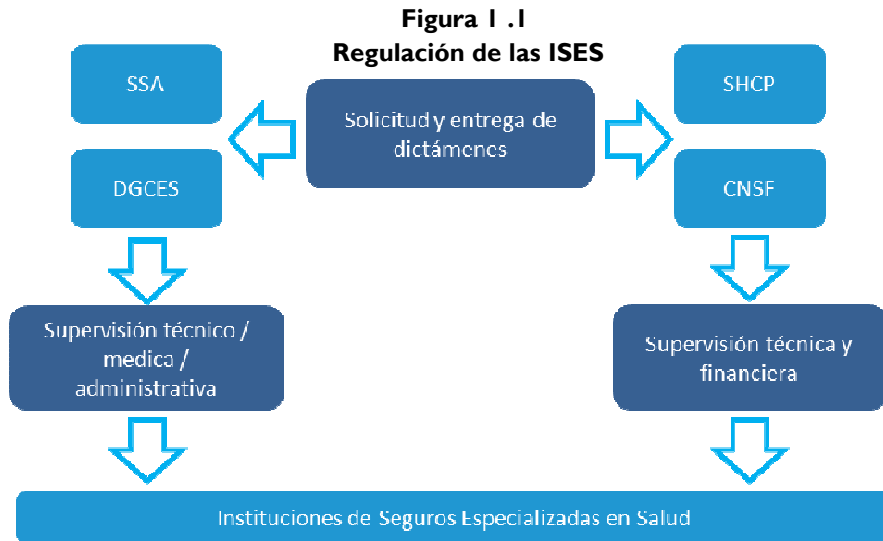 Figura 1 .1
Regulación de las ISES
SSA
SHCP
Solicitud y entrega de
dictámenes
DGCES
CNSF
Supervisión técnico /
medica /
administrativa
Supervisión técnica y
financiera
Instituciones de Seguros Especializadas en Salud